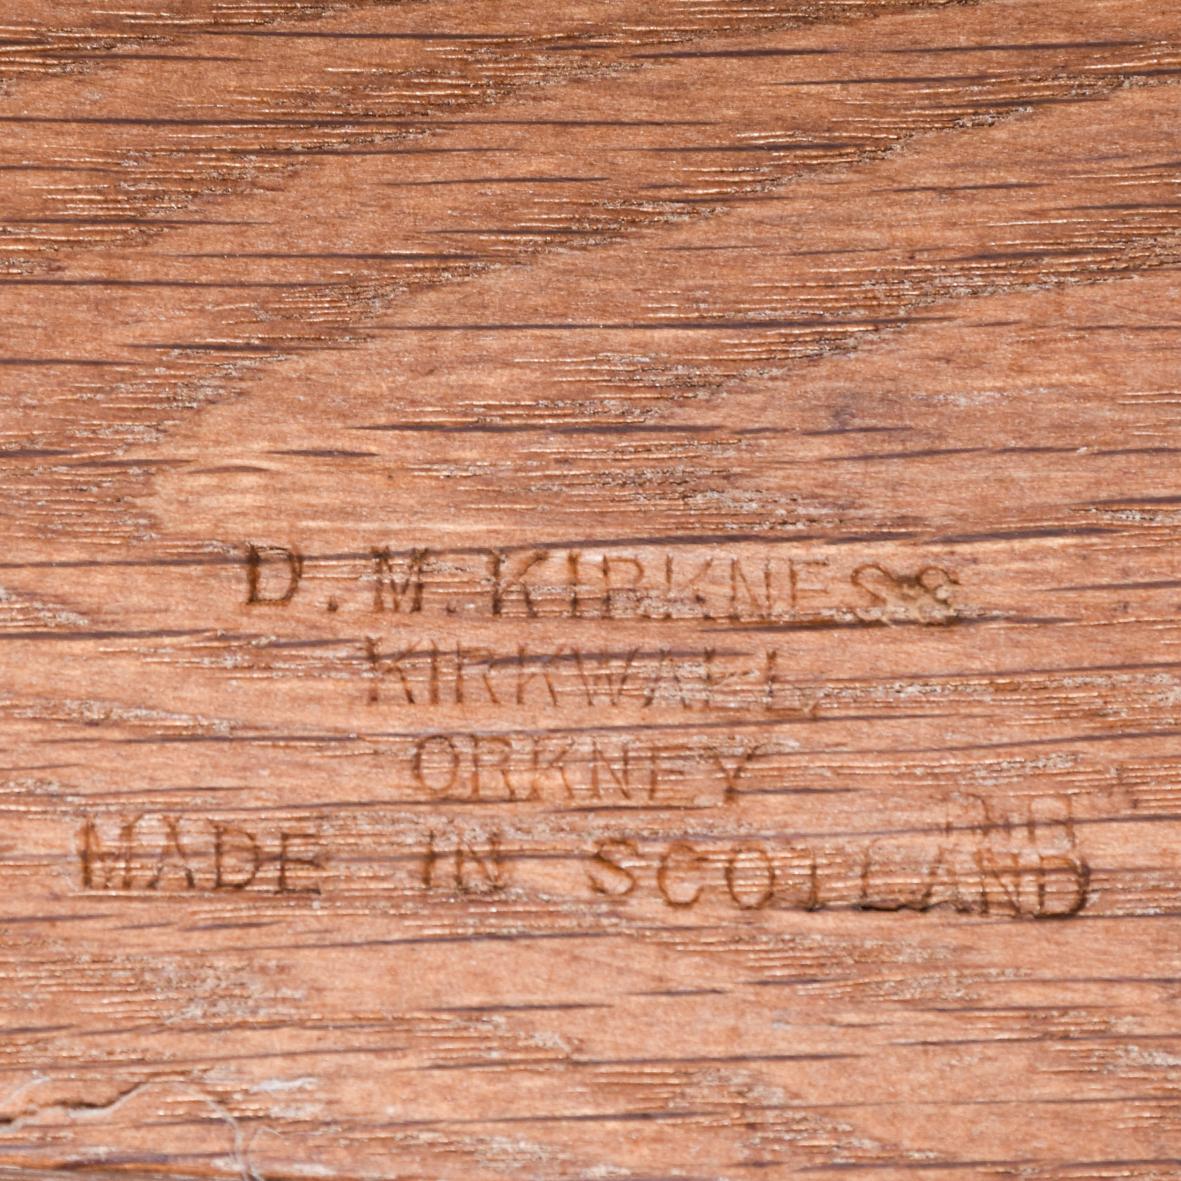 D.M.KIRKNESS
KIRKWALL
ORKNEY
MADE IN SCOTLAND